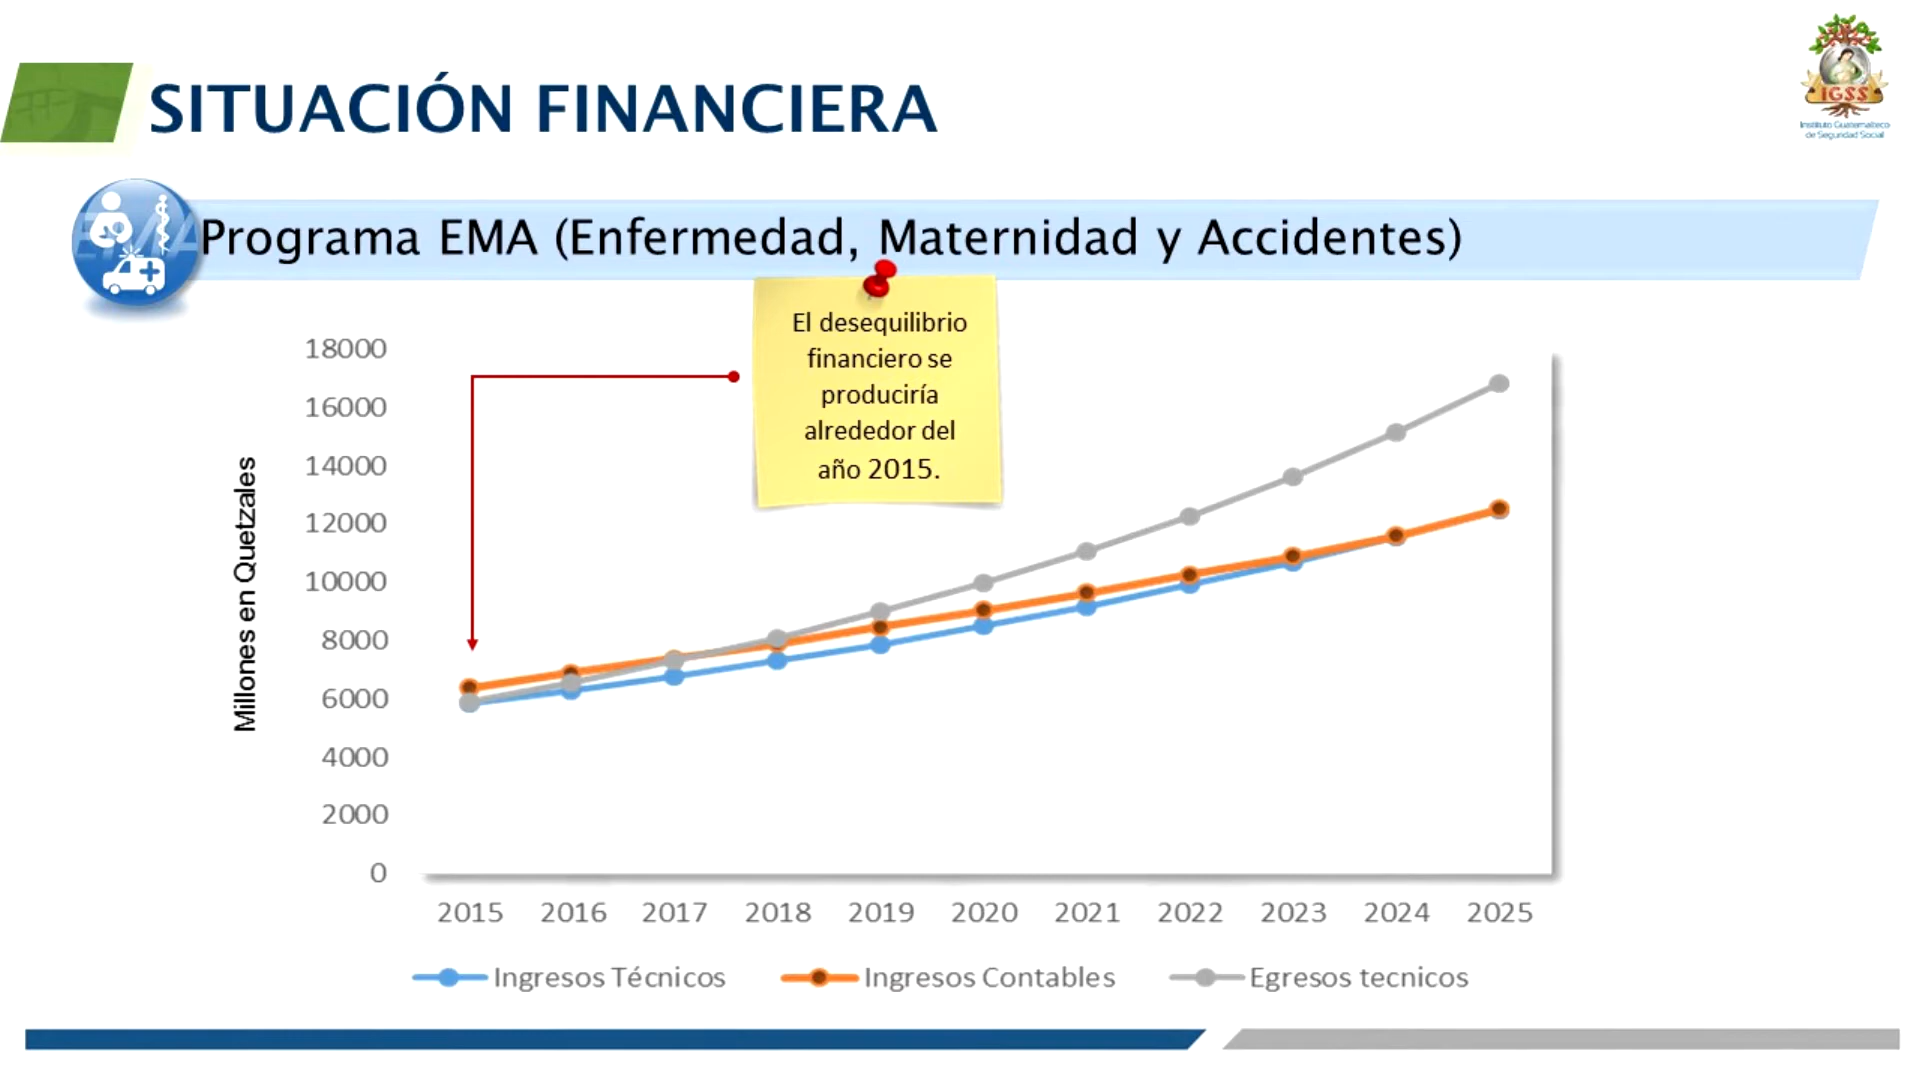 SITUACIÓN FINANCIERA
IGSS
Instituto Guatemalteco
de Seguridad Social
EMA
Programa EMA (Enfermedad, Maternidad y Accidentes)
El desequilibrio
financiero se
produciría
alrededor del
año 2015.
Millones en Quetzales
18000
16000
14000
12000
10000
8000
6000
4000
2000
0
2015 2016 2017 2018 2019 2020 2021 2022 2023 2024 2025
Ingresos Técnicos Ingresos Contables Egresos tecnicos